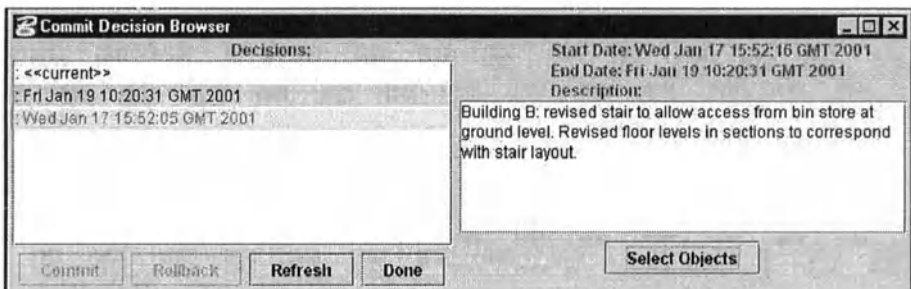 Commit Decision Browser
Decisions:
: <<current>>
: Fri Jan 19 10:20:31 GMT 2001
: Wed Jan 17 15:52:05 GMT 2001
Commit Rollback Refresh Done
Start Date: Wed Jan 17 15:52:16 GMT 2001
End Date: Fri Jan 19 10:20:31 GMT 2001
Description:
Building B: revised stair to allow access from bin store at
ground level. Revised floor levels in sections to correspond
with stair layout.
Select Objects